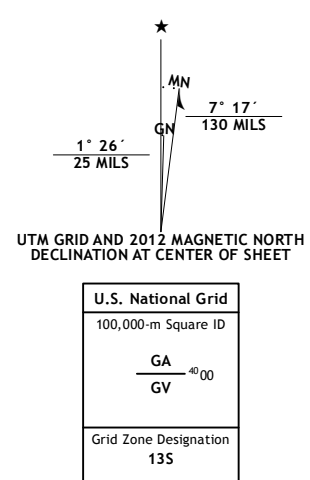 ★
MN
GN
7° 17´
130 MILS
1° 26´
25 MILS
UTM GRID AND 2012 MAGNETIC NORTH
DECLINATION AT CENTER OF SHEET
U.S. National Grid
100,000-m Square ID
GA
4000
GV
Grid Zone Designation
13S